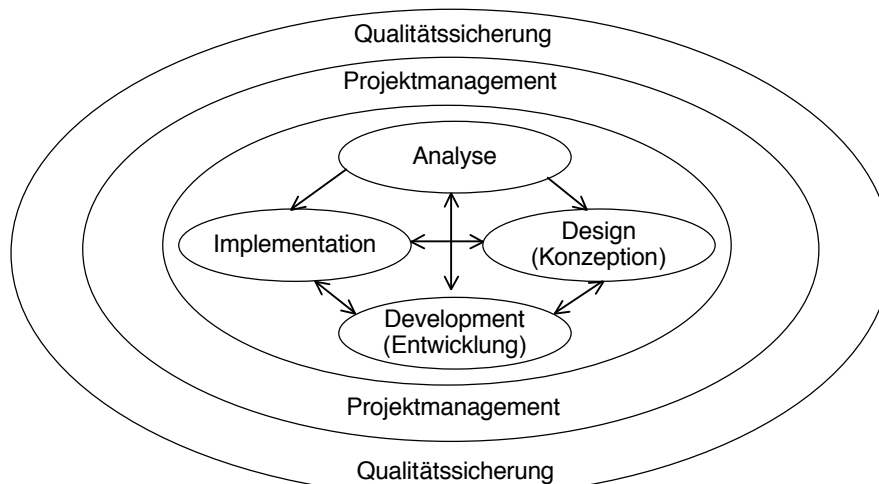 Qualitätssicherung
Projektmanagement
Analyse
Implementation
Design
(Konzeption)
Development
(Entwicklung)
Projektmanagement
Qualitätssicherung